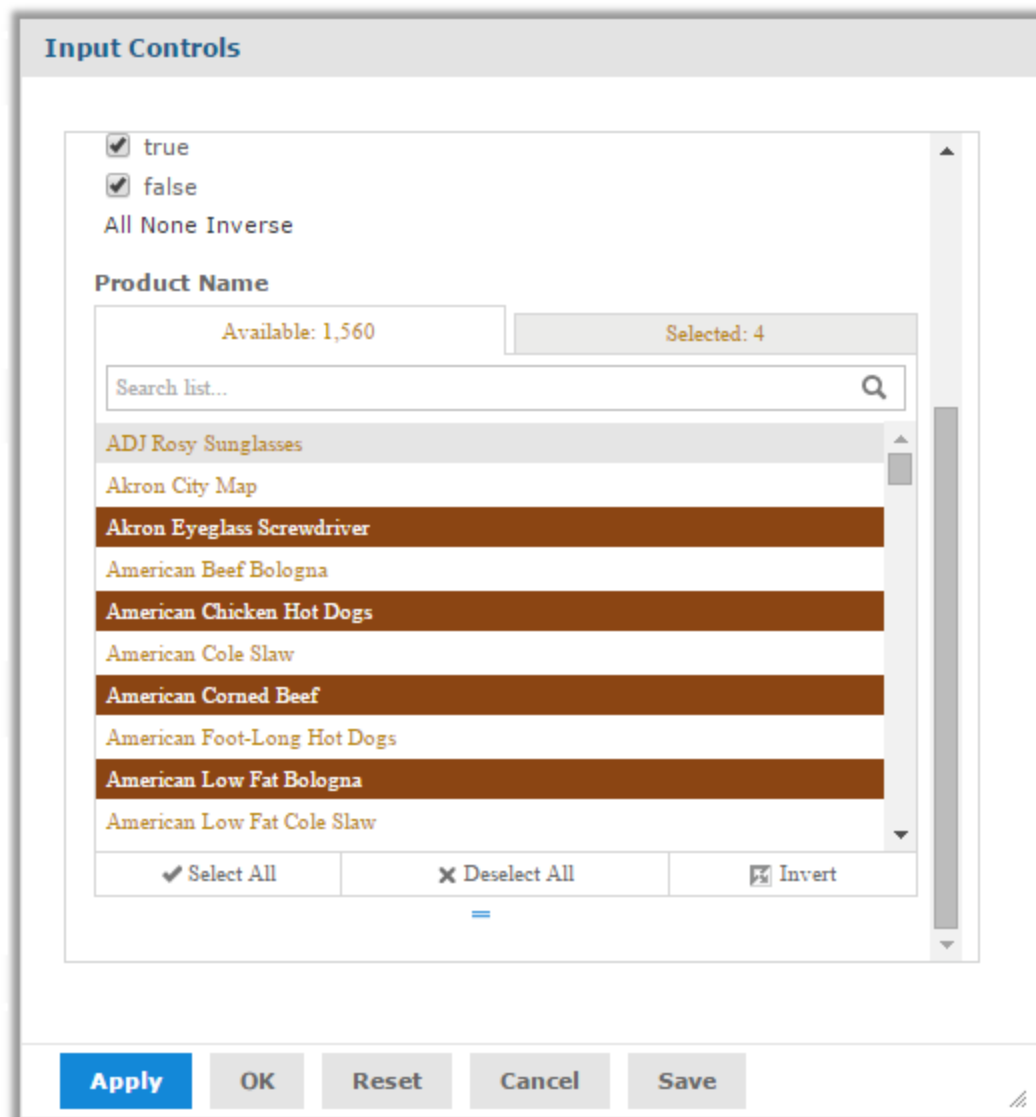 Input Controls
true
false
All None Inverse
Product Name
Available: 1,560
Selected: 4
Search list...
ADJ Rosy Sunglasses
Akron City Map
Akron Eyeglass Screwdriver
American Beef Bologna
American Chicken Hot Dogs
American Cole Slaw
American Corned Beef
American Foot-Long Hot Dogs
American Low Fat Bologna
American Low Fat Cole Slaw
Select All Deselect All Invert
Apply OK Reset Cancel Save